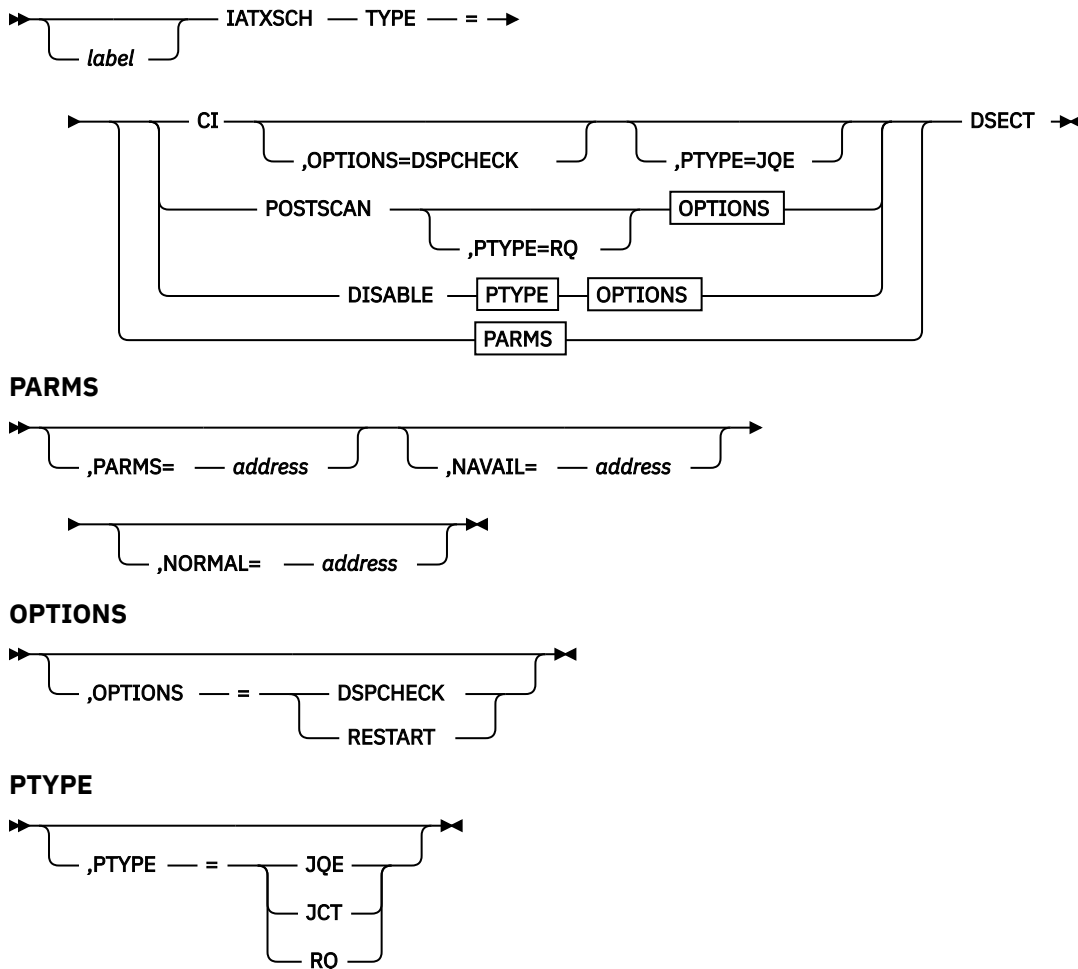 IATXSCH TYPE =
label
CI DSECT
,OPTIONS=DSPCHECK ,PTYPE=JQE
POSTSCAN OPTIONS
,PTYPE=RQ
DISABLE PTYPE OPTIONS
PARMS
PARMS
,PARMS= address ,NAVAIL= address
,NORMAL= address
OPTIONS
,OPTIONS = DSPCHECK
RESTART
PTYPE
,PTYPE = JQE
JCT
RQ